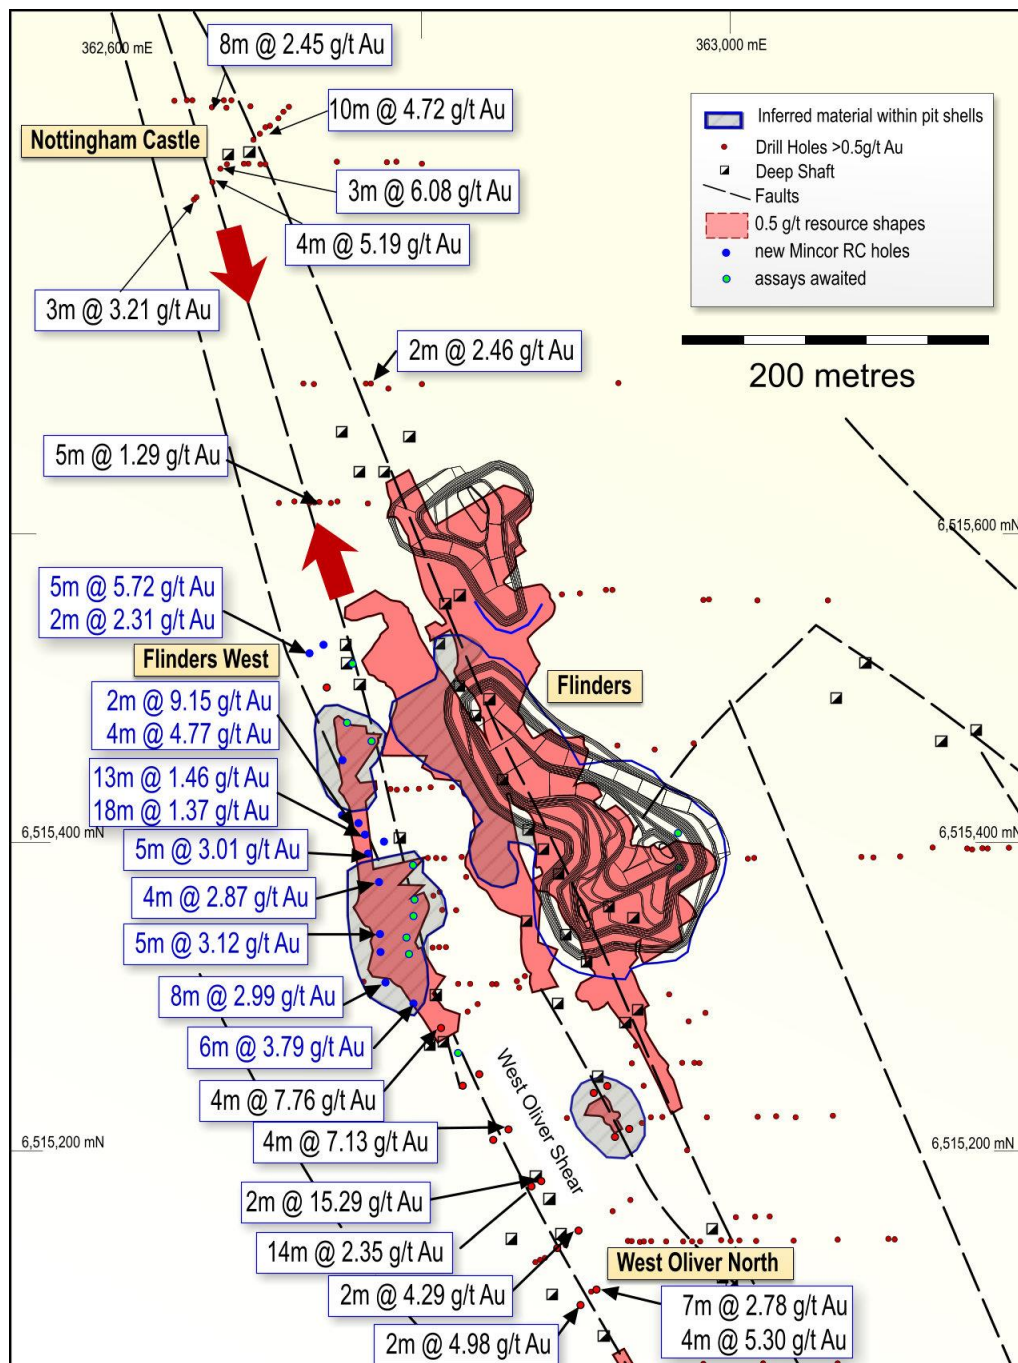 362,600 mE
363,000 mE
8m @ 2.45 g/t Au
10m @ 4.72 g/t Au
Nottingham Castle
3m @ 6.08 g/t Au
4m @ 5.19 g/t Au
3m @ 3.21 g/t Au
Inferred material within pit shells
Drill Holes >0.5g/t Au
Deep Shaft
Faults
0.5 g/t resource shapes
new Mincor RC holes
assays awaited
200 metres
2m @ 2.46 g/t Au
5m @ 1.29 g/t Au
6,515,600 mN
5m @ 5.72 g/t Au
2m @ 2.31 g/t Au
Flinders West
Flinders
2m @ 9.15 g/t Au
4m @ 4.77 g/t Au
13m @ 1.46 g/t Au
18m @ 1.37 g/t Au
6,515,400 mN
6,515,400 mN
5m @ 3.01 g/t Au
4m @ 2.87 g/t Au
5m @ 3.12 g/t Au
8m @ 2.99 g/t Au
6m @ 3.79 g/t Au
4m @ 7.76 g/t Au
West Oliver Shear
4m @ 7.13 g/t Au
6,515,200 mN
6,515,200 mN
2m @ 15.29 g/t Au
14m @ 2.35 g/t Au
West Oliver North
2m @ 4.29 g/t Au
7m @ 2.78 g/t Au
4m @ 5.30 g/t Au
2m @ 4.98 g/t Au